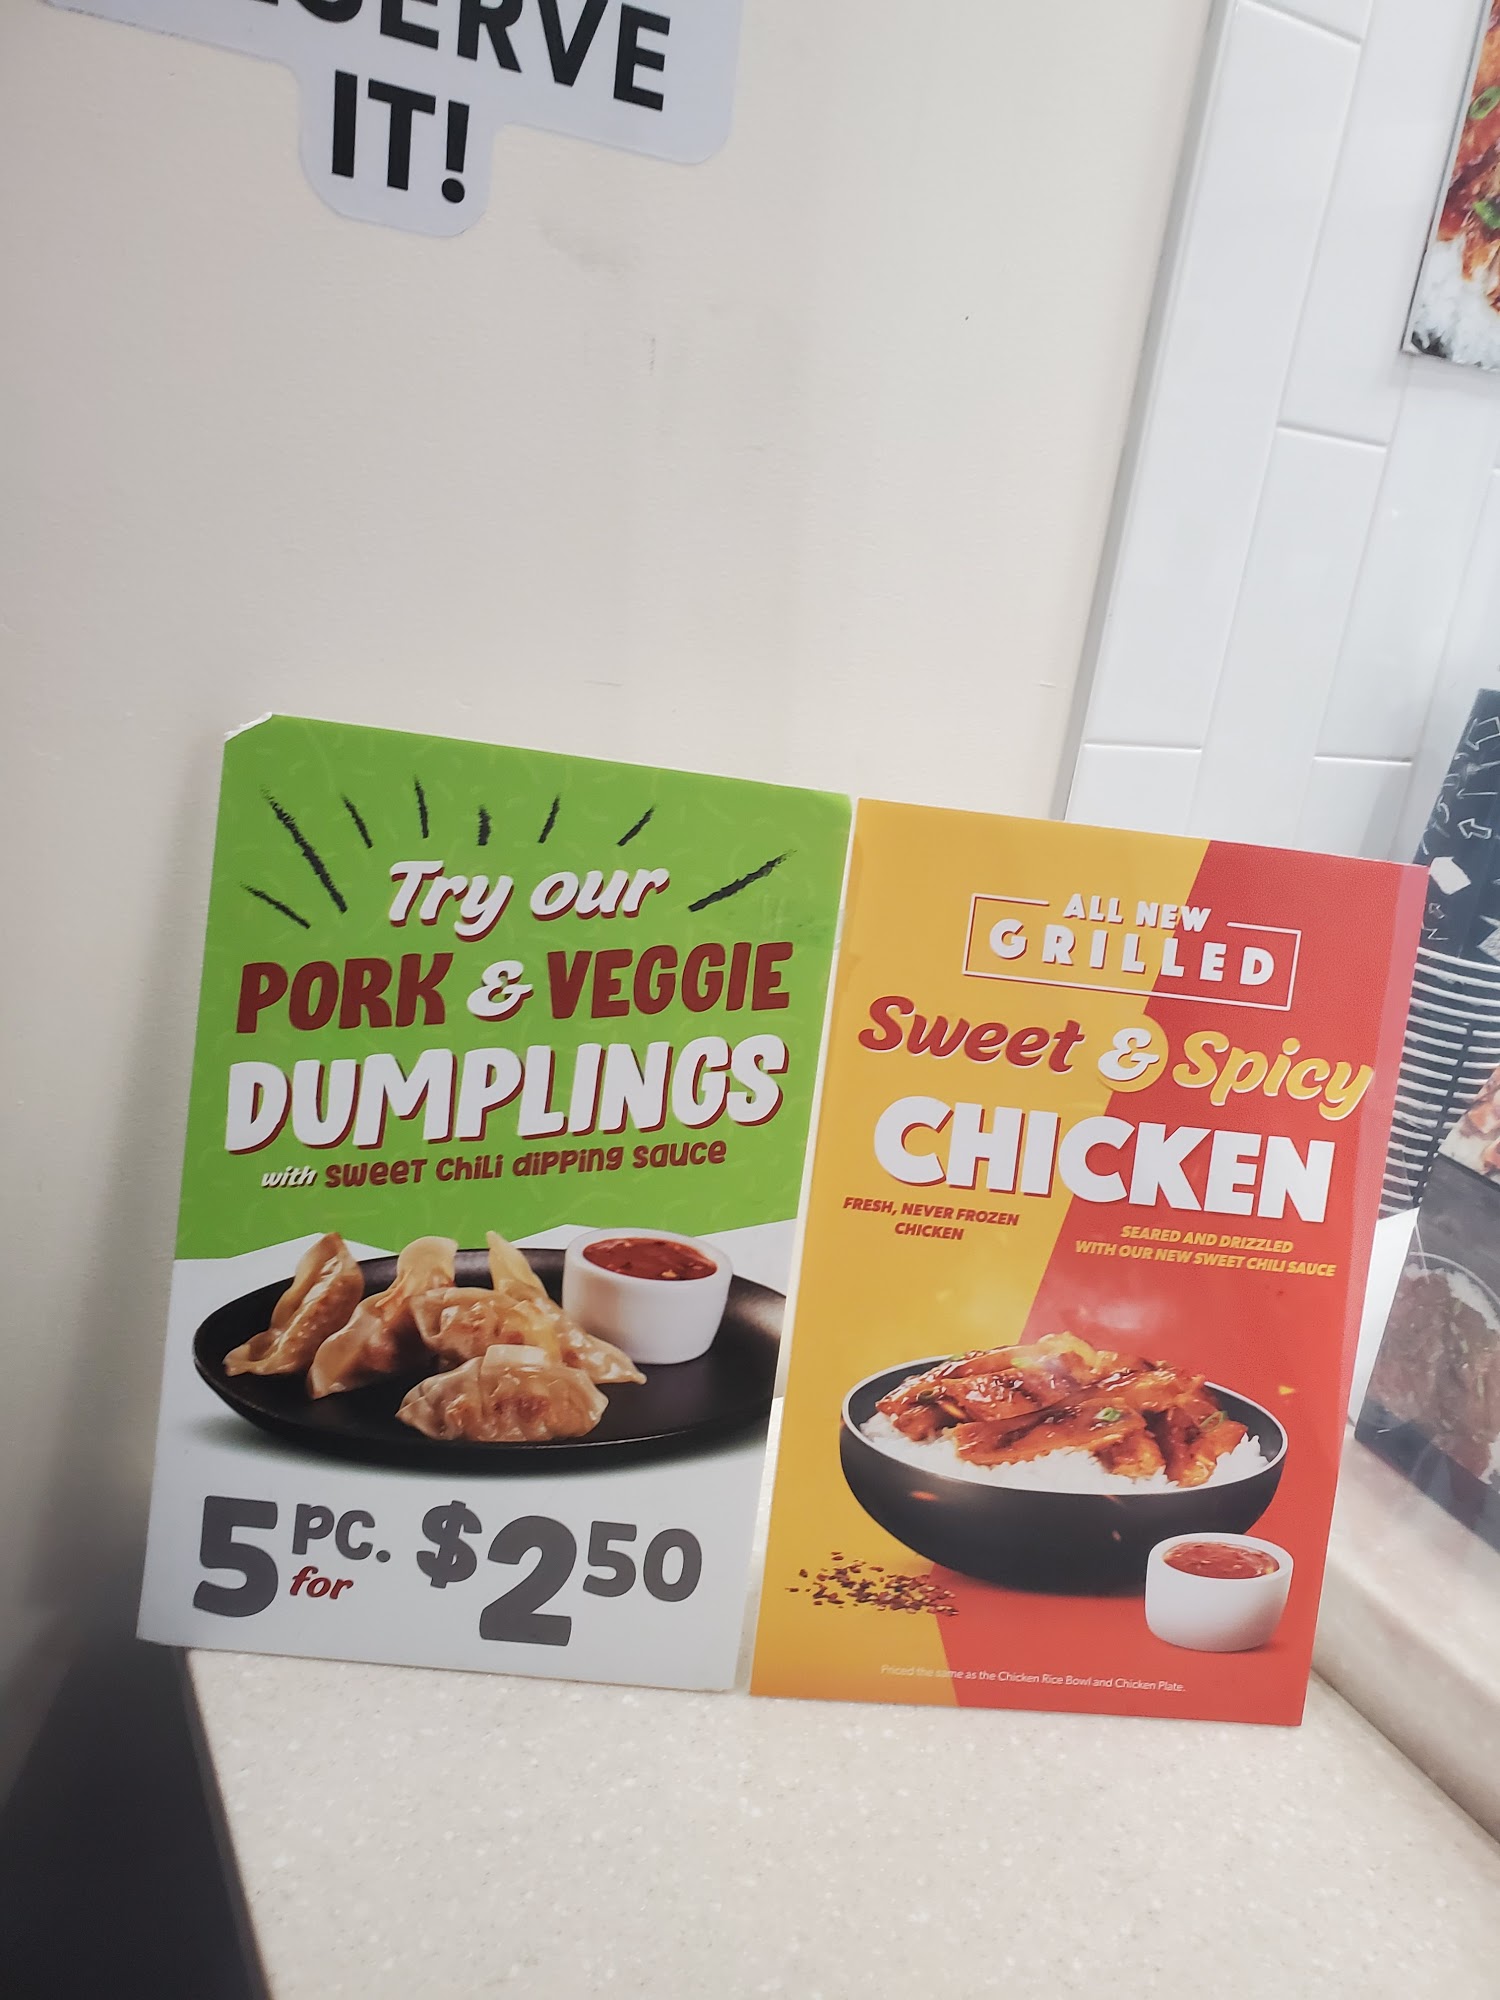 IT!
Try our
PORK & VEGGIE
DUMPLINGS
with sweet chili dipping sauce
5 PC. for $2.50
ALL NEW
GRILLED
Sweet & Spicy
CHICKEN
FRESH, NEVER FROZEN
CHICKEN
SEARED AND DRIZZLED
WITH OUR NEW SWEET CHILI SAUCE
Priced the same as the Chicken Rice Bowl and Chicken Plate.